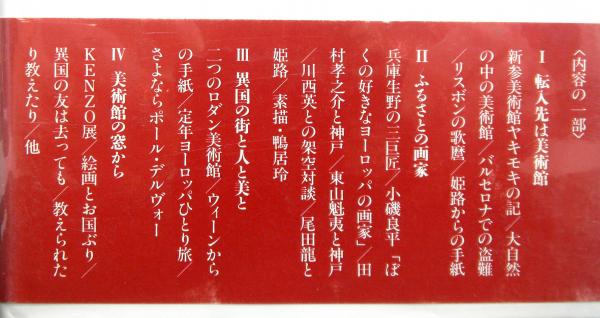 〈内容の一部〉
Ⅰ 転入先は美術館
新参美術館ヤキモキの記／大自然
の中の美術館／バルセロナでの盗難
／リスボンの歌麿／姫路からの手紙
Ⅱ ふるさとの画家
兵庫生野の三巨匠／小磯良平「ぼ
くの好きなヨーロッパの画家」／田
村孝之介と神戸／東山魁夷と神戸
／川西英との架空対談／尾田龍と
姫路／素描・鴨居玲
Ⅲ 異国の街と人と美と
二つのロダン美術館／ウィーンから
の手紙／定年ヨーロッパひとり旅／
さよならポール・デルヴォー
Ⅳ 美術館の窓から
KENZO展／絵画とお国ぶり／
異国の友は去っても／教えられた
り教えたり／他